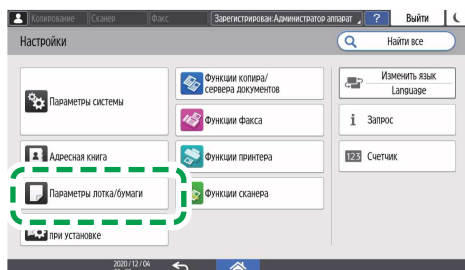 Копирование
Сканер
Факс
Зарегистрирован:Администратор аппарат
?
Выйти
Настройки
Найти все
Параметры системы
Функции копира/
сервера документов
Изменить язык
Language
Функции факса
i Запрос
Адресная книга
Функции принтера
123 Счетчик
Параметры лотка/бумаги
Функции сканера
при установке
2020/12/04